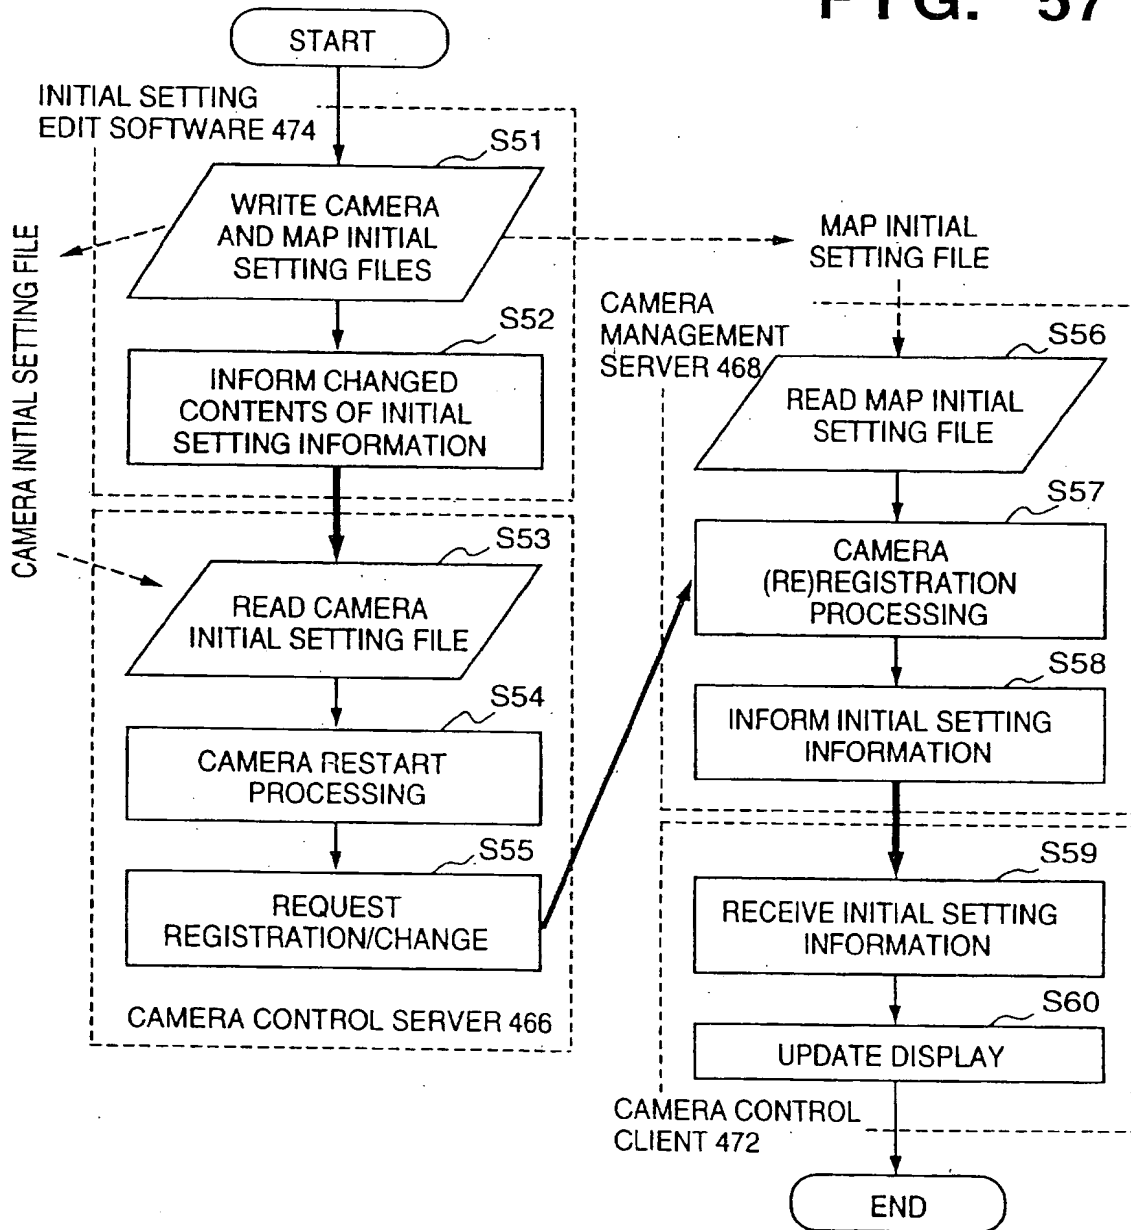 FIG. 57
START
INITIAL SETTING
EDIT SOFTWARE 474
S51
WRITE CAMERA
AND MAP INITIAL
SETTING FILES
CAMERA INITIAL SETTING FILE
MAP INITIAL
SETTING FILE
S52
INFORM CHANGED
CONTENTS OF INITIAL
SETTING INFORMATION
S53
READ CAMERA
INITIAL SETTING FILE
S54
CAMERA RESTART
PROCESSING
S55
REQUEST
REGISTRATION/CHANGE
CAMERA CONTROL SERVER 466
CAMERA
MANAGEMENT
SERVER 468
S56
READ MAP INITIAL
SETTING FILE
S57
CAMERA
(RE)REGISTRATION
PROCESSING
S58
INFORM INITIAL SETTING
INFORMATION
S59
RECEIVE INITIAL SETTING
INFORMATION
S60
UPDATE DISPLAY
CAMERA CONTROL
CLIENT 472
END